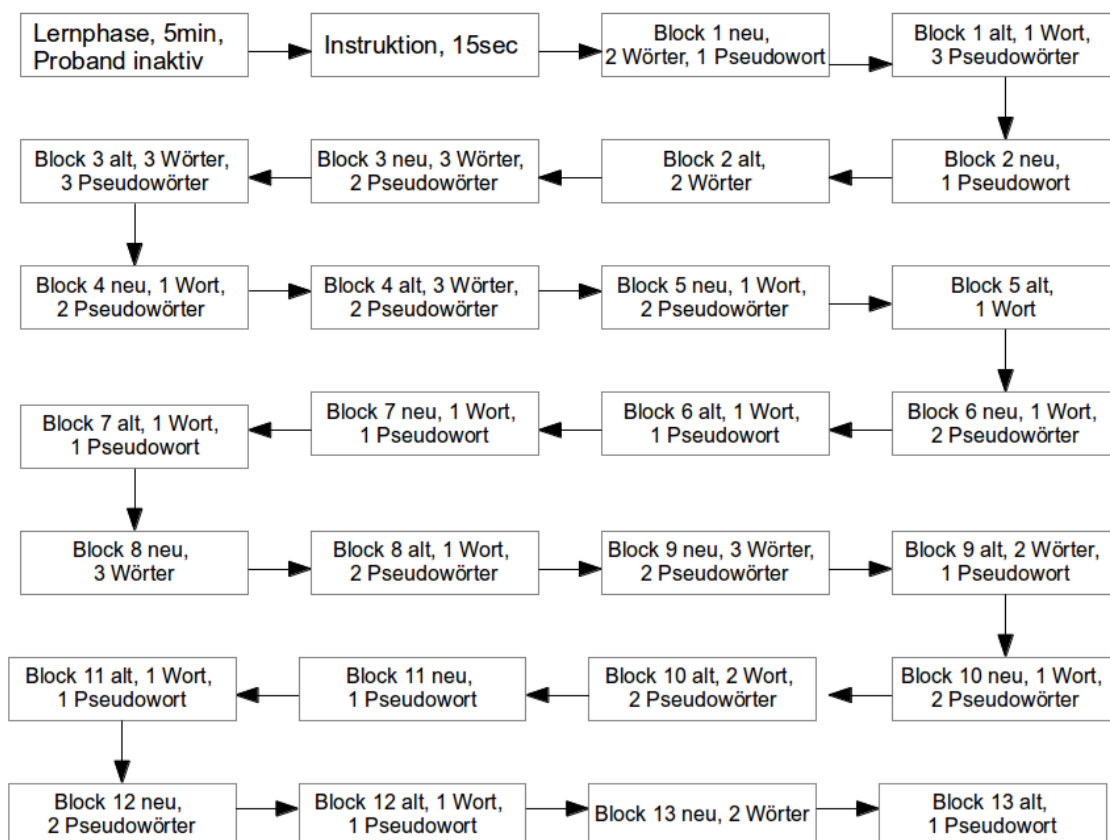 Lernphase, 5min,
Proband inaktiv
Instruktion, 15sec
Block 1 neu,
2 Wörter, 1 Pseudowort
Block 1 alt, 1 Wort,
3 Pseudwörter
Block 2 neu,
1 Pseudowort
Block 2 alt,
2 Wörter
Block 3 neu, 3 Wörter,
2 Pseudowörter
Block 3 alt, 3 Wörter,
3 Pseudowörter
Block 4 neu, 1 Wort,
2 Pseudowörter
Block 4 alt, 3 Wörter,
2 Pseudowörter
Block 5 neu, 1 Wort,
2 Pseudowörter
Block 5 alt,
1 Wort
Block 6 neu, 1 Wort,
2 Pseudowörter
Block 6 alt, 1 Wort,
1 Pseudowort
Block 7 neu, 1 Wort,
1 Pseudowort
Block 7 alt, 1 Wort,
1 Pseudowort
Block 8 neu,
3 Wörter
Block 8 alt, 1 Wort,
2 Pseudowörter
Block 9 neu, 3 Wörter,
2 Pseudowörter
Block 9 alt, 2 Wörter,
1 Pseudowort
Block 10 neu, 1 Wort,
2 Pseudowörter
Block 10 alt, 2 Wort,
2 Pseudowörter
Block 11 neu,
1 Pseudowort
Block 11 alt, 1 Wort,
1 Pseudowort
Block 12 neu,
2 Pseudowörter
Block 12 alt, 1 Wort,
1 Pseudowort
Block 13 neu, 2 Wörter
Block 13 alt,
1 Pseudowort